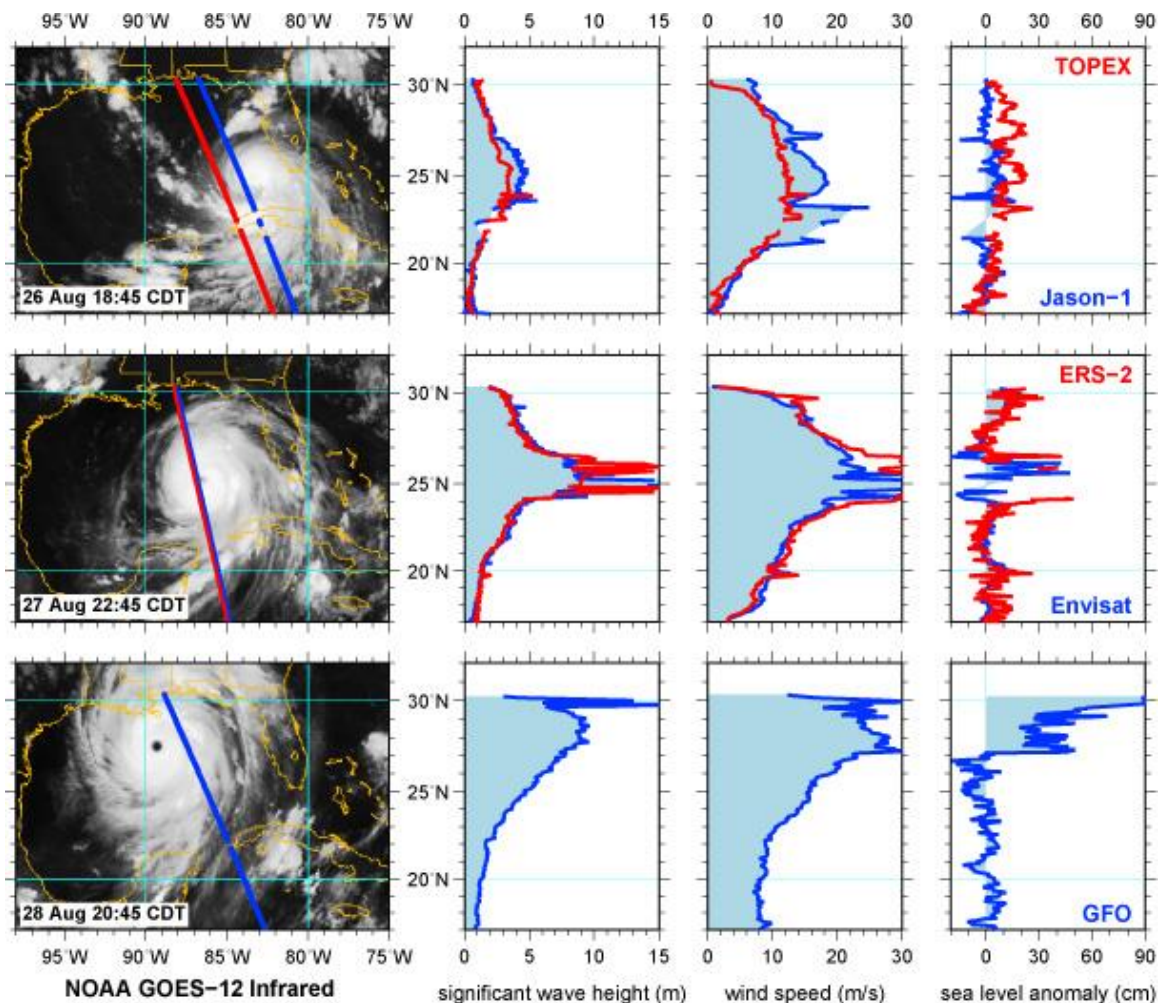 95°W 90°W 85°W 80°W 75°W 0 5 10 15 0 10 20 30 0 30 60 90
30°N
25°N
20°N
TOPEX
Jason−1
26 Aug 18:45 CDT
30°N
25°N
20°N
ERS−2
Envisat
27 Aug 22:45 CDT
30°N
25°N
20°N
GFO
28 Aug 20:45 CDT
95°W 90°W 85°W 80°W 75°W 0 5 10 15 0 10 20 30 0 30 60 90
NOAA GOES−12 Infrared significant wave height (m) wind speed (m/s) sea level anomaly (cm)